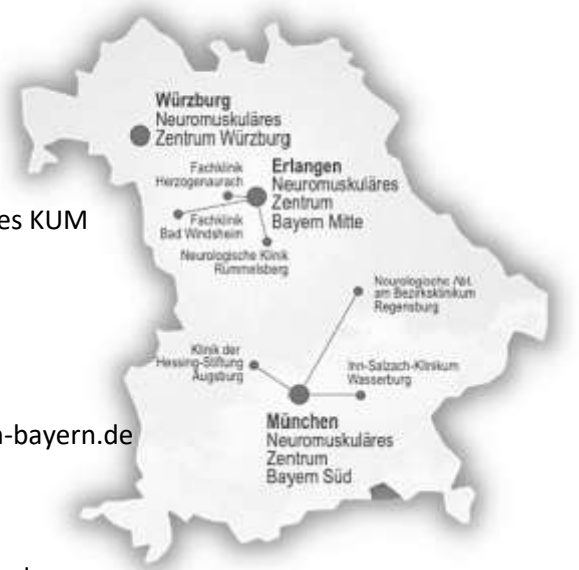 Würzburg
Neuromuskuläres
Zentrum Würzburg
Fachklinik
Herzogenaurach
Erlangen
Neuromuskuläres
Zentrum
Bayern Mitte
Fachklinik
Bad Windsheim
Neurologische Klinik
Rummelsberg
es KUM
Neurologische Abt.
am Bezirksklinikum
Regensburg
Klinik der
Hessing-Stiftung
Augsburg
Inn-Salzach-Klinikum
Wasserburg
n-bayern.de
München
Neuromuskuläres
Zentrum
Bayern Süd